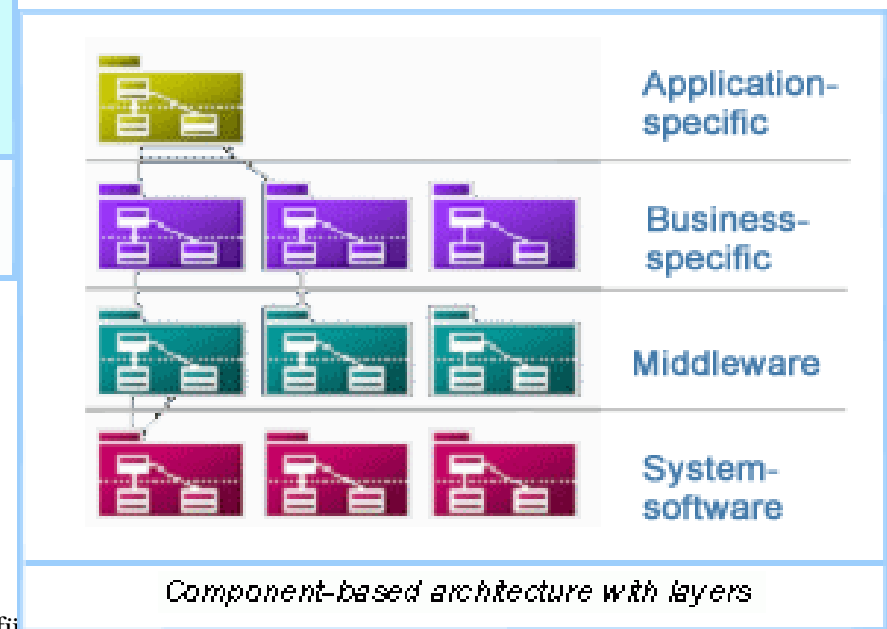 Application-
specific
Business-
specific
Middleware
System-
software
Component-based architecture with layers